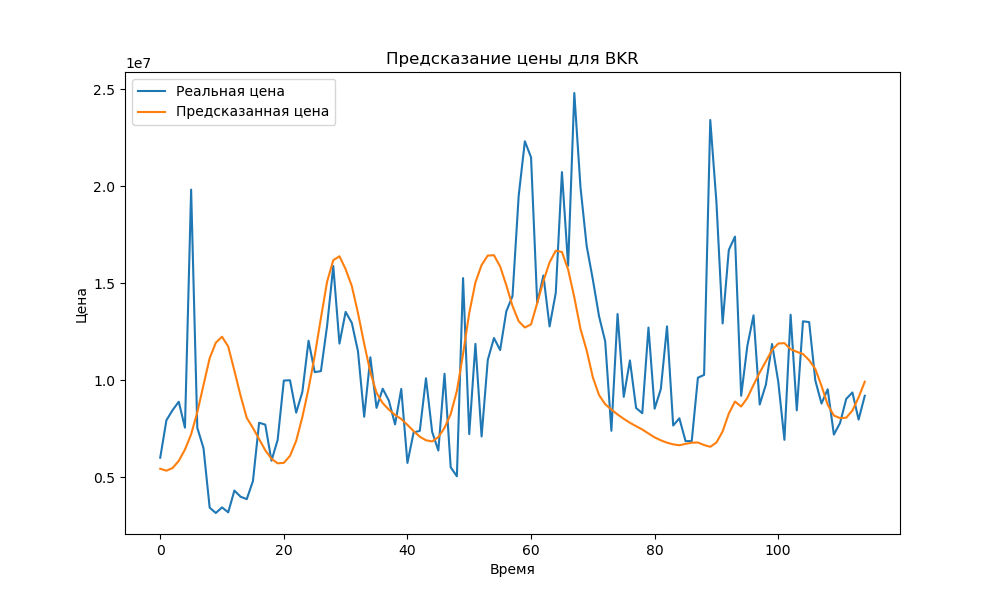 Предсказание цены для BKR
1e7
Реальная цена
Предсказанная цена
2.5
2.0
1.5
1.0
0.5
Цена
0 20 40 60 80 100
Время